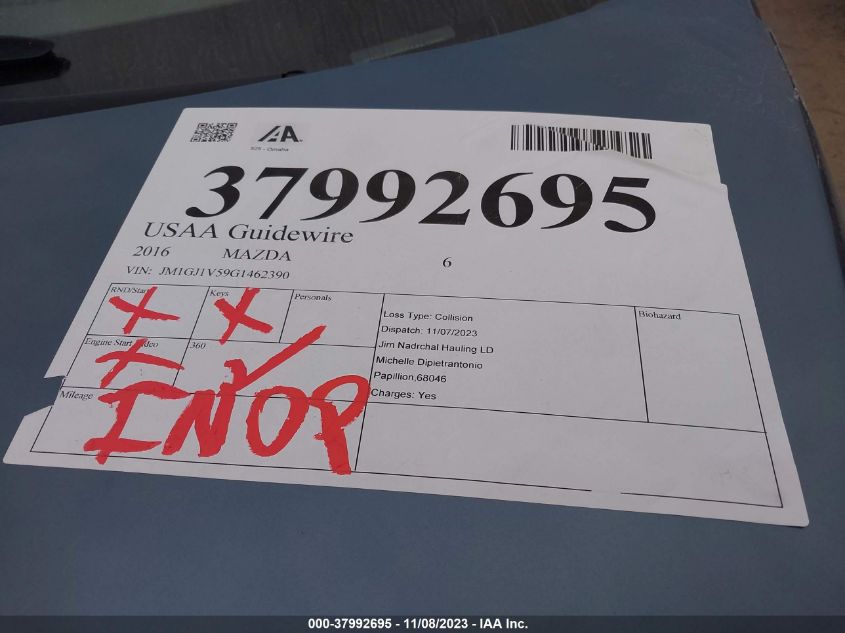 IAA
525 - Omaha
37992695
USAA Guidewire
2016 MAZDA 6
VIN: JM1GJ1V59G1462390
RND/Start X
Keys X
Personals
Engine Start Video X
360 ✓
Mileage INOP
Loss Type: Collision
Dispatch: 11/07/2023
Jim Nadrchal Hauling LD
Michelle Dipietrantonio
Papillion,68046
Charges: Yes
Biohazard
000-37992695 - 11/08/2023 - IAA Inc.